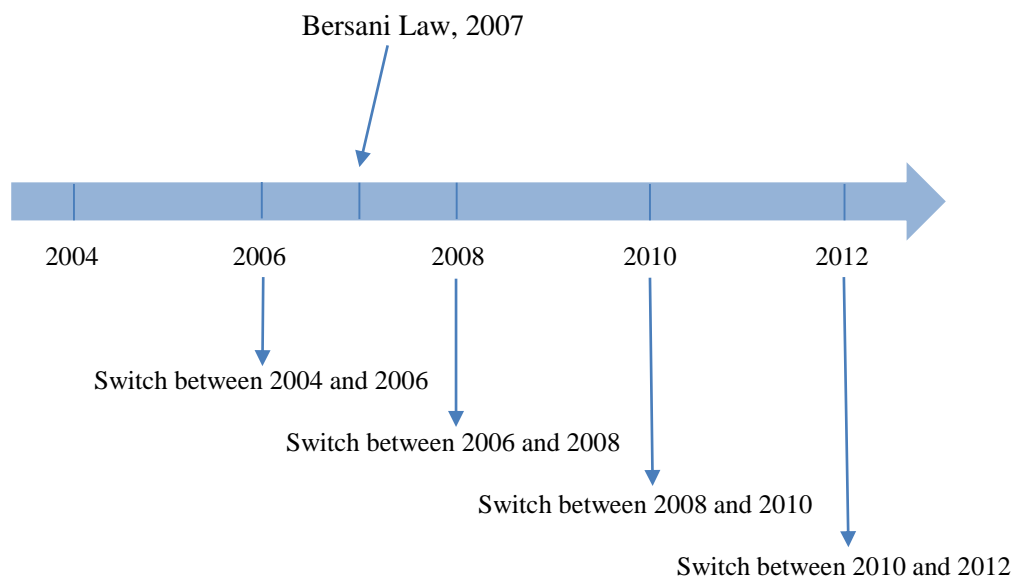 Bersani Law, 2007
2004
2006
2008
2010
2012
Switch between 2004 and 2006
Switch between 2006 and 2008
Switch between 2008 and 2010
Switch between 2010 and 2012